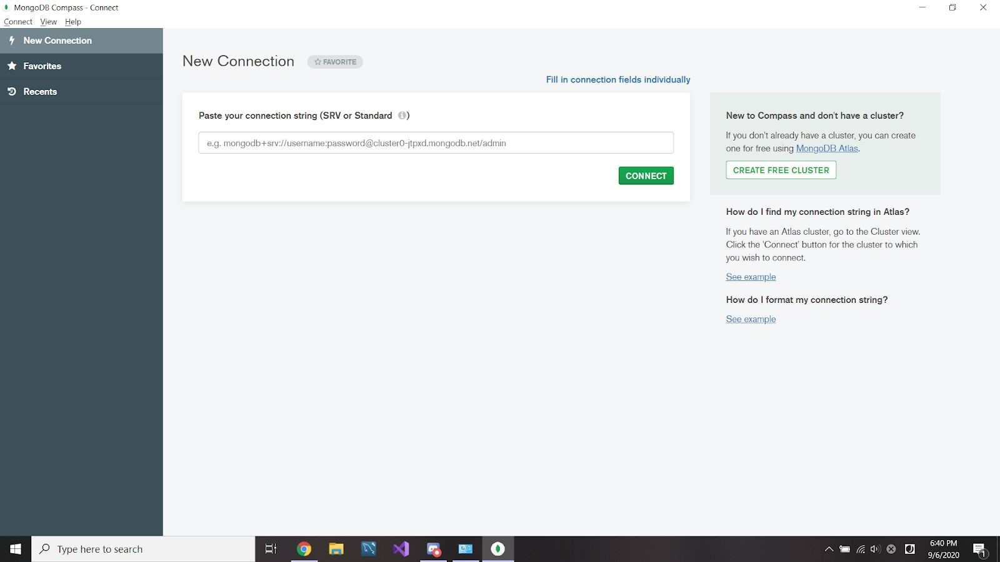 MongoDB Compass - Connect
Connect View Help
New Connection
Favorites
Recents
New Connection
FAVORITE
Fill in connection fields individually
Paste your connection string (SRV or Standard )
e.g. mongodb+srv://username:password@cluster0-jtpxd.mongodb.net/admin
CONNECT
New to Compass and don't have a cluster?
If you don't already have a cluster, you can create
one for free using MongoDB Atlas.
CREATE FREE CLUSTER
How do I find my connection string in Atlas?
If you have an Atlas cluster, go to the Cluster view.
Click the 'Connect' button for the cluster to which
you wish to connect.
See example
How do I format my connection string?
See example
Type here to search
6:40 PM
9/6/2020
1